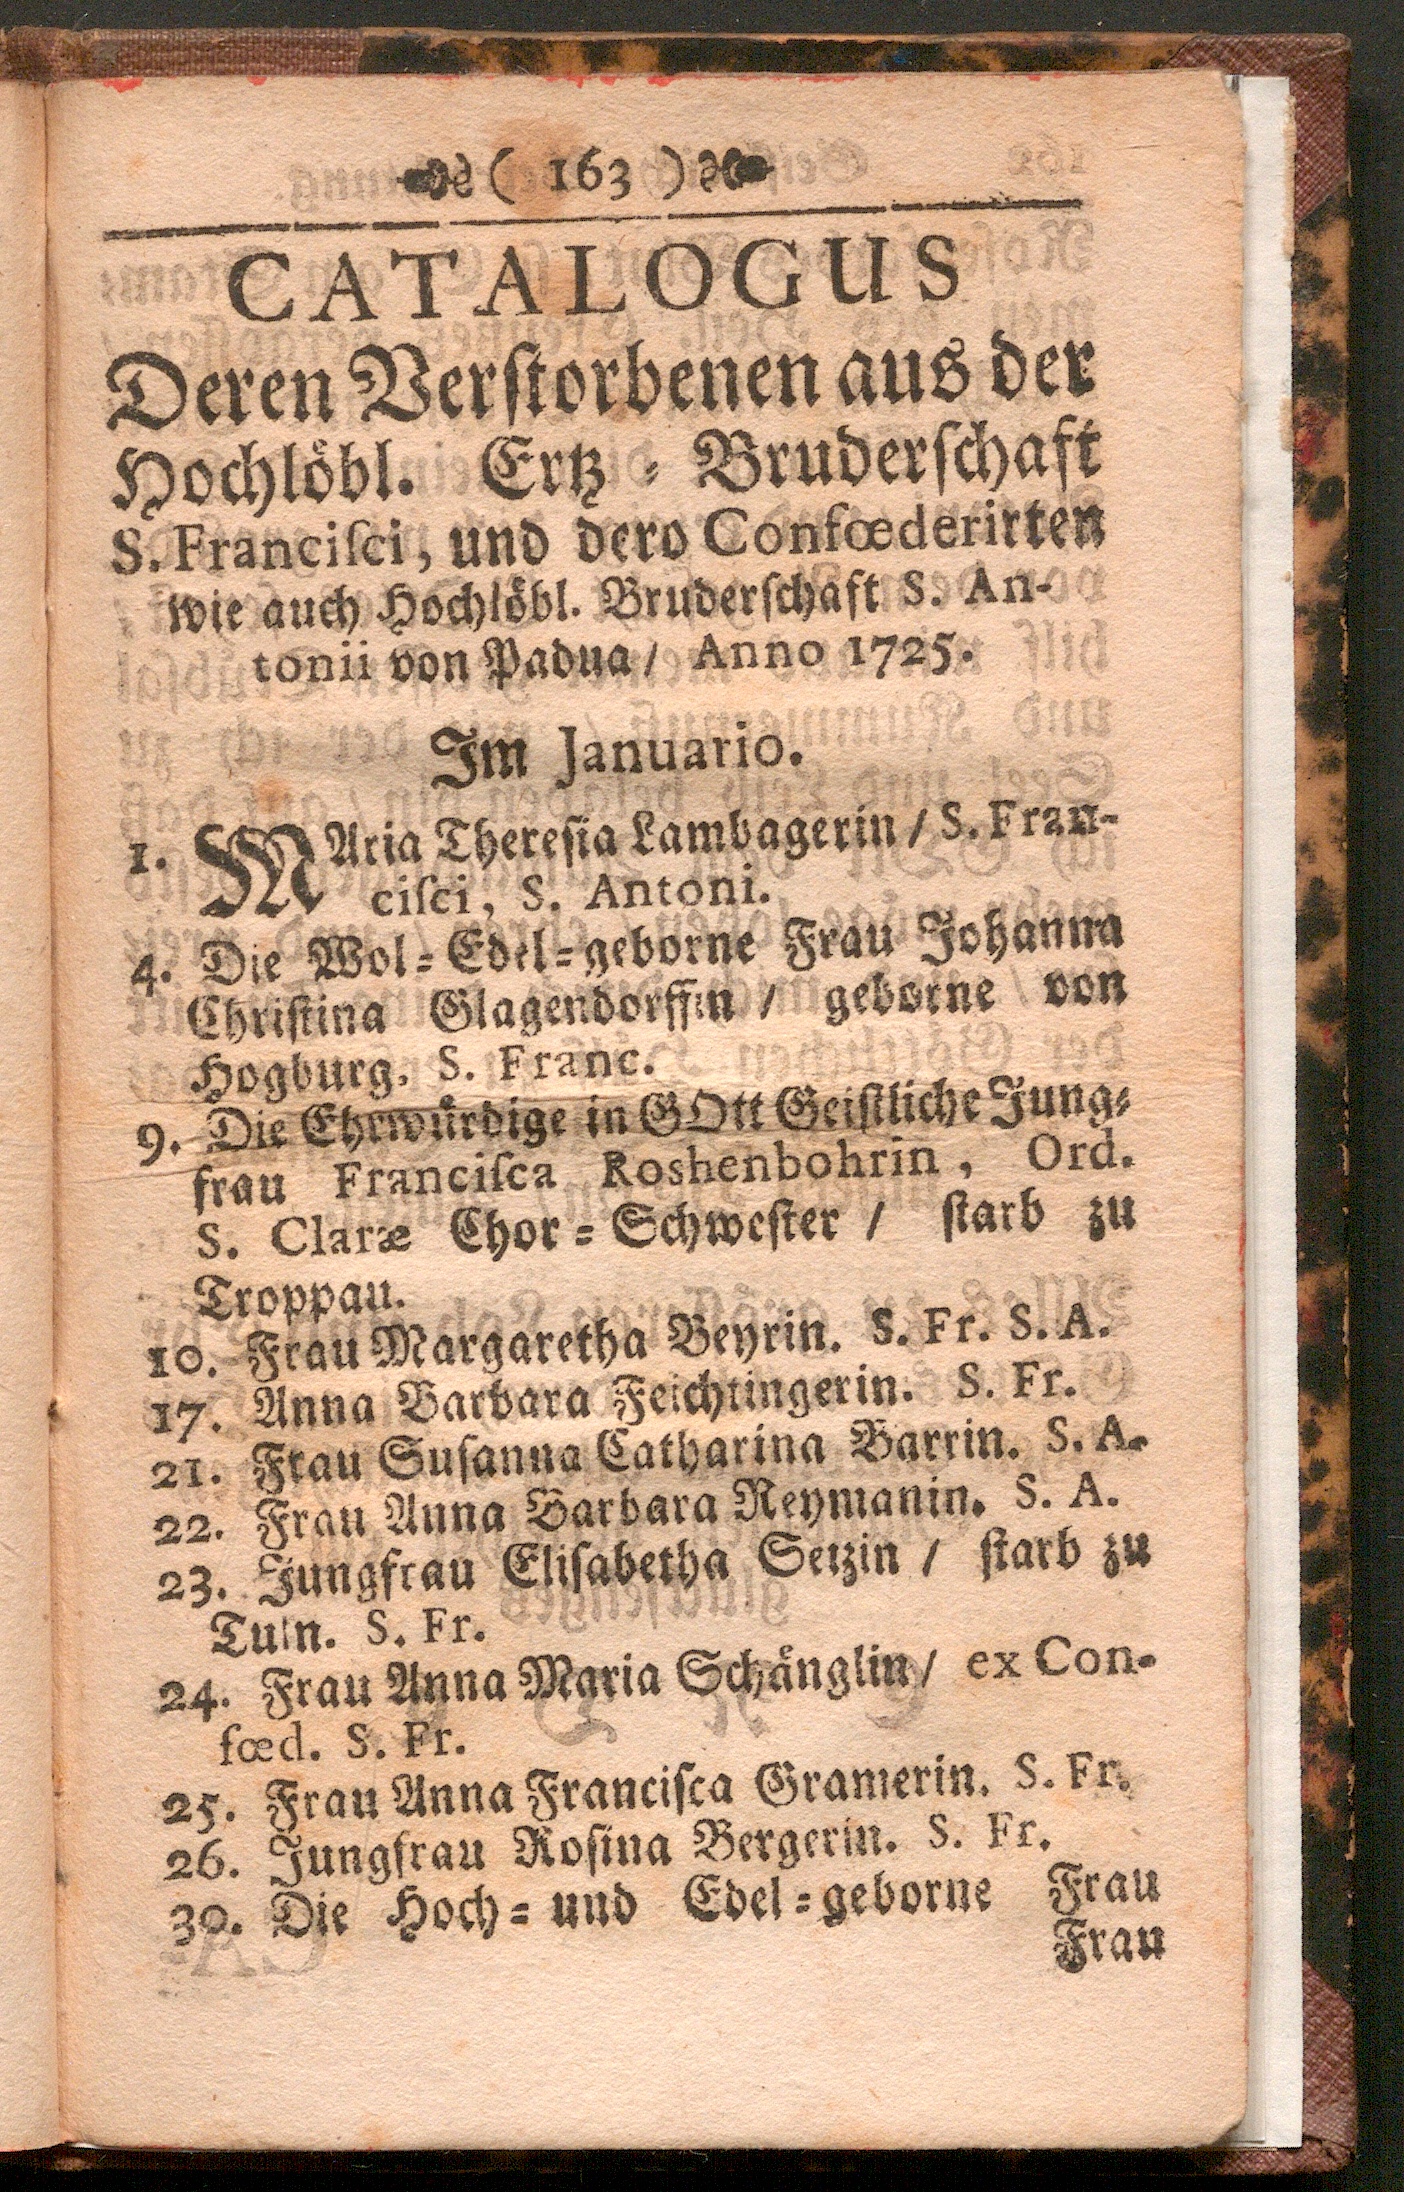 ( 163 )
CATALOGUS
Deren Verſtorbenen aus der
Hochlöbl. Ertz-Bruderſchaft
S. Franciſci, und dero Confœderirten
wie auch Hochlöbl. Bruderſchaft S. An-
tonii von Padua / Anno 1725.
Im Januario.
1. MAria Thereſia Lambagerin / S. Fran-
ciſci, S. Antoni.
4. Die Wol-Edel-geborne Frau Johanna
Chriſtina Glagendorffin / geborne von
Hogburg. S. Franc.
9. Die Ehrwürdige in GOtt Geiſtliche Jung-
frau Franciſca Roshenbohrin, Ord.
S. Claræ Chor-Schweſter / ſtarb zu
Troppau.
10. Frau Margaretha Beyrin. S. Fr. S. A.
17. Anna Barbara Feichtingerin. S. Fr.
21. Frau Suſanna Catharina Barrin. S. A.
22. Frau Anna Barbara Reymanin. S. A.
23. Jungfrau Eliſabetha Setzin / ſtarb zu
Tuln. S. Fr.
24. Frau Anna Maria Schänglin / ex Con-
fœd. S. Fr.
25. Frau Anna Franciſca Gramerin. S. Fr.
26. Jungfrau Roſina Bergerin. S. Fr.
30. Die Hoch- und Edel-geborne Frau
Frau